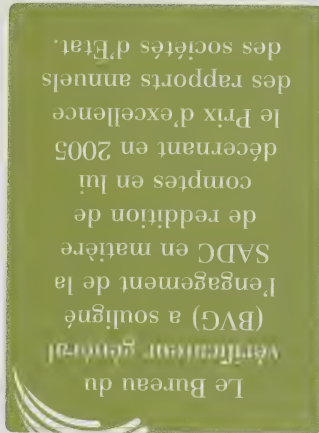 Le Bureau du
vérificateur général
(BVG) a souligné
l'engagement de la
SADC en matière
de reddition de
comptes en lui
décernant en 2005
le Prix d'excellence
des rapports annuels
des sociétés d'État.